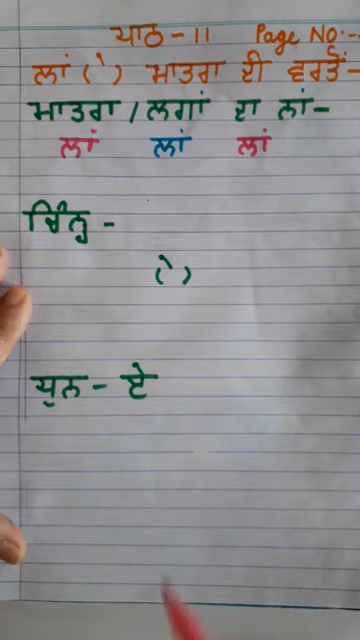 ਪਾਠ-11 Page No:-
ਲਾਂ (ੇ) ਮਾਤਰਾ ਦੀ ਵਰਤੋਂ-
ਮਾਤਰਾ/ਲਗਾਂ ਦਾ ਨਾਂ-
ਲਾਂ ਲਾਂ ਲਾਂ
ਚਿੰਨ੍ਹ -
(ੇ)
ਧੁਨ - ਏ